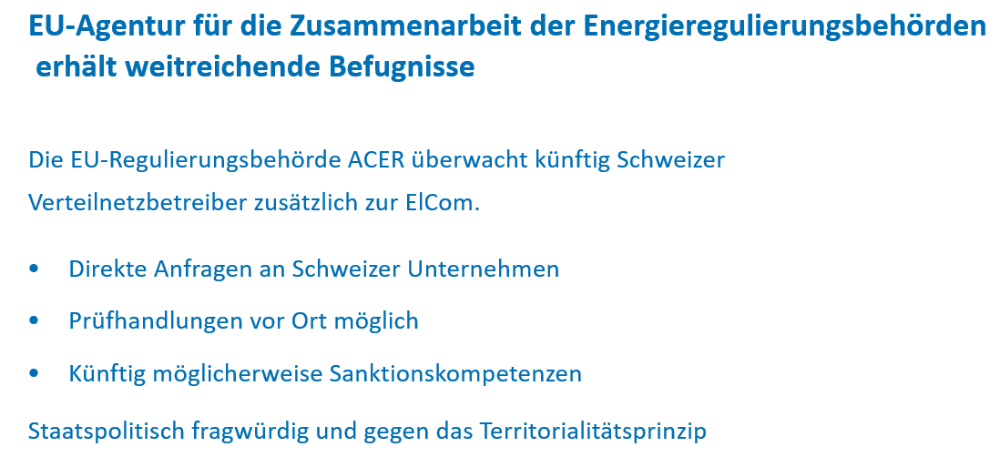 EU-Agentur für die Zusammenarbeit der Energieregulierungsbehörden
erhält weitreichende Befugnisse
Die EU-Regulierungsbehörde ACER überwacht künftig Schweizer
Verteilnetzbetreiber zusätzlich zur ElCom.
• Direkte Anfragen an Schweizer Unternehmen
• Prüfhandlungen vor Ort möglich
• Künftig möglicherweise Sanktionskompetenzen
Staatspolitisch fragwürdig und gegen das Territorialitätsprinzip